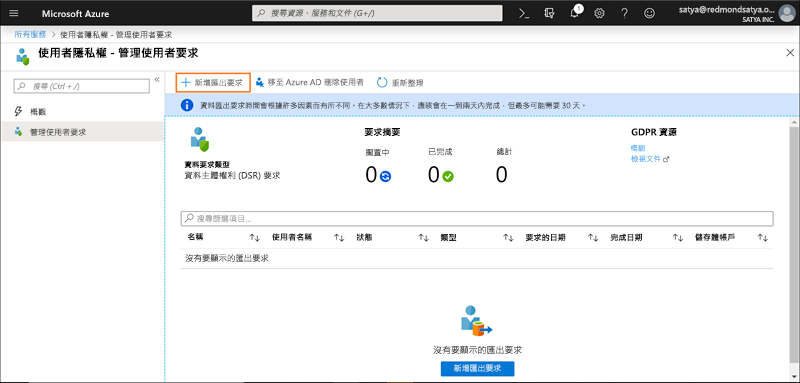 Microsoft Azure
搜尋資源、服務和文件 (G+/)
1
satya@redmondsatya.o...
SATYA INC.
所有服務 > 使用者隱私權 - 管理使用者要求
使用者隱私權 - 管理使用者要求
搜尋 (Ctrl + /)
概觀
管理使用者要求
新增匯出要求
移至 Azure AD 刪除使用者
重新整理
資料匯出要求時間會根據許多因素而有所不同。在大多數情況下，應該會在一到兩天內完成，但最多可能需要 30 天。
資料要求類型
資料主體權利 (DSR) 要求
要求摘要
擱置中
已完成
總計
0
0
0
GDPR 資源
概觀
檢視文件
搜尋篩選項目...
名稱
使用者名稱
狀態
類型
要求的日期
完成日期
儲存體帳戶
沒有要顯示的匯出要求
沒有要顯示的匯出要求
新增匯出要求